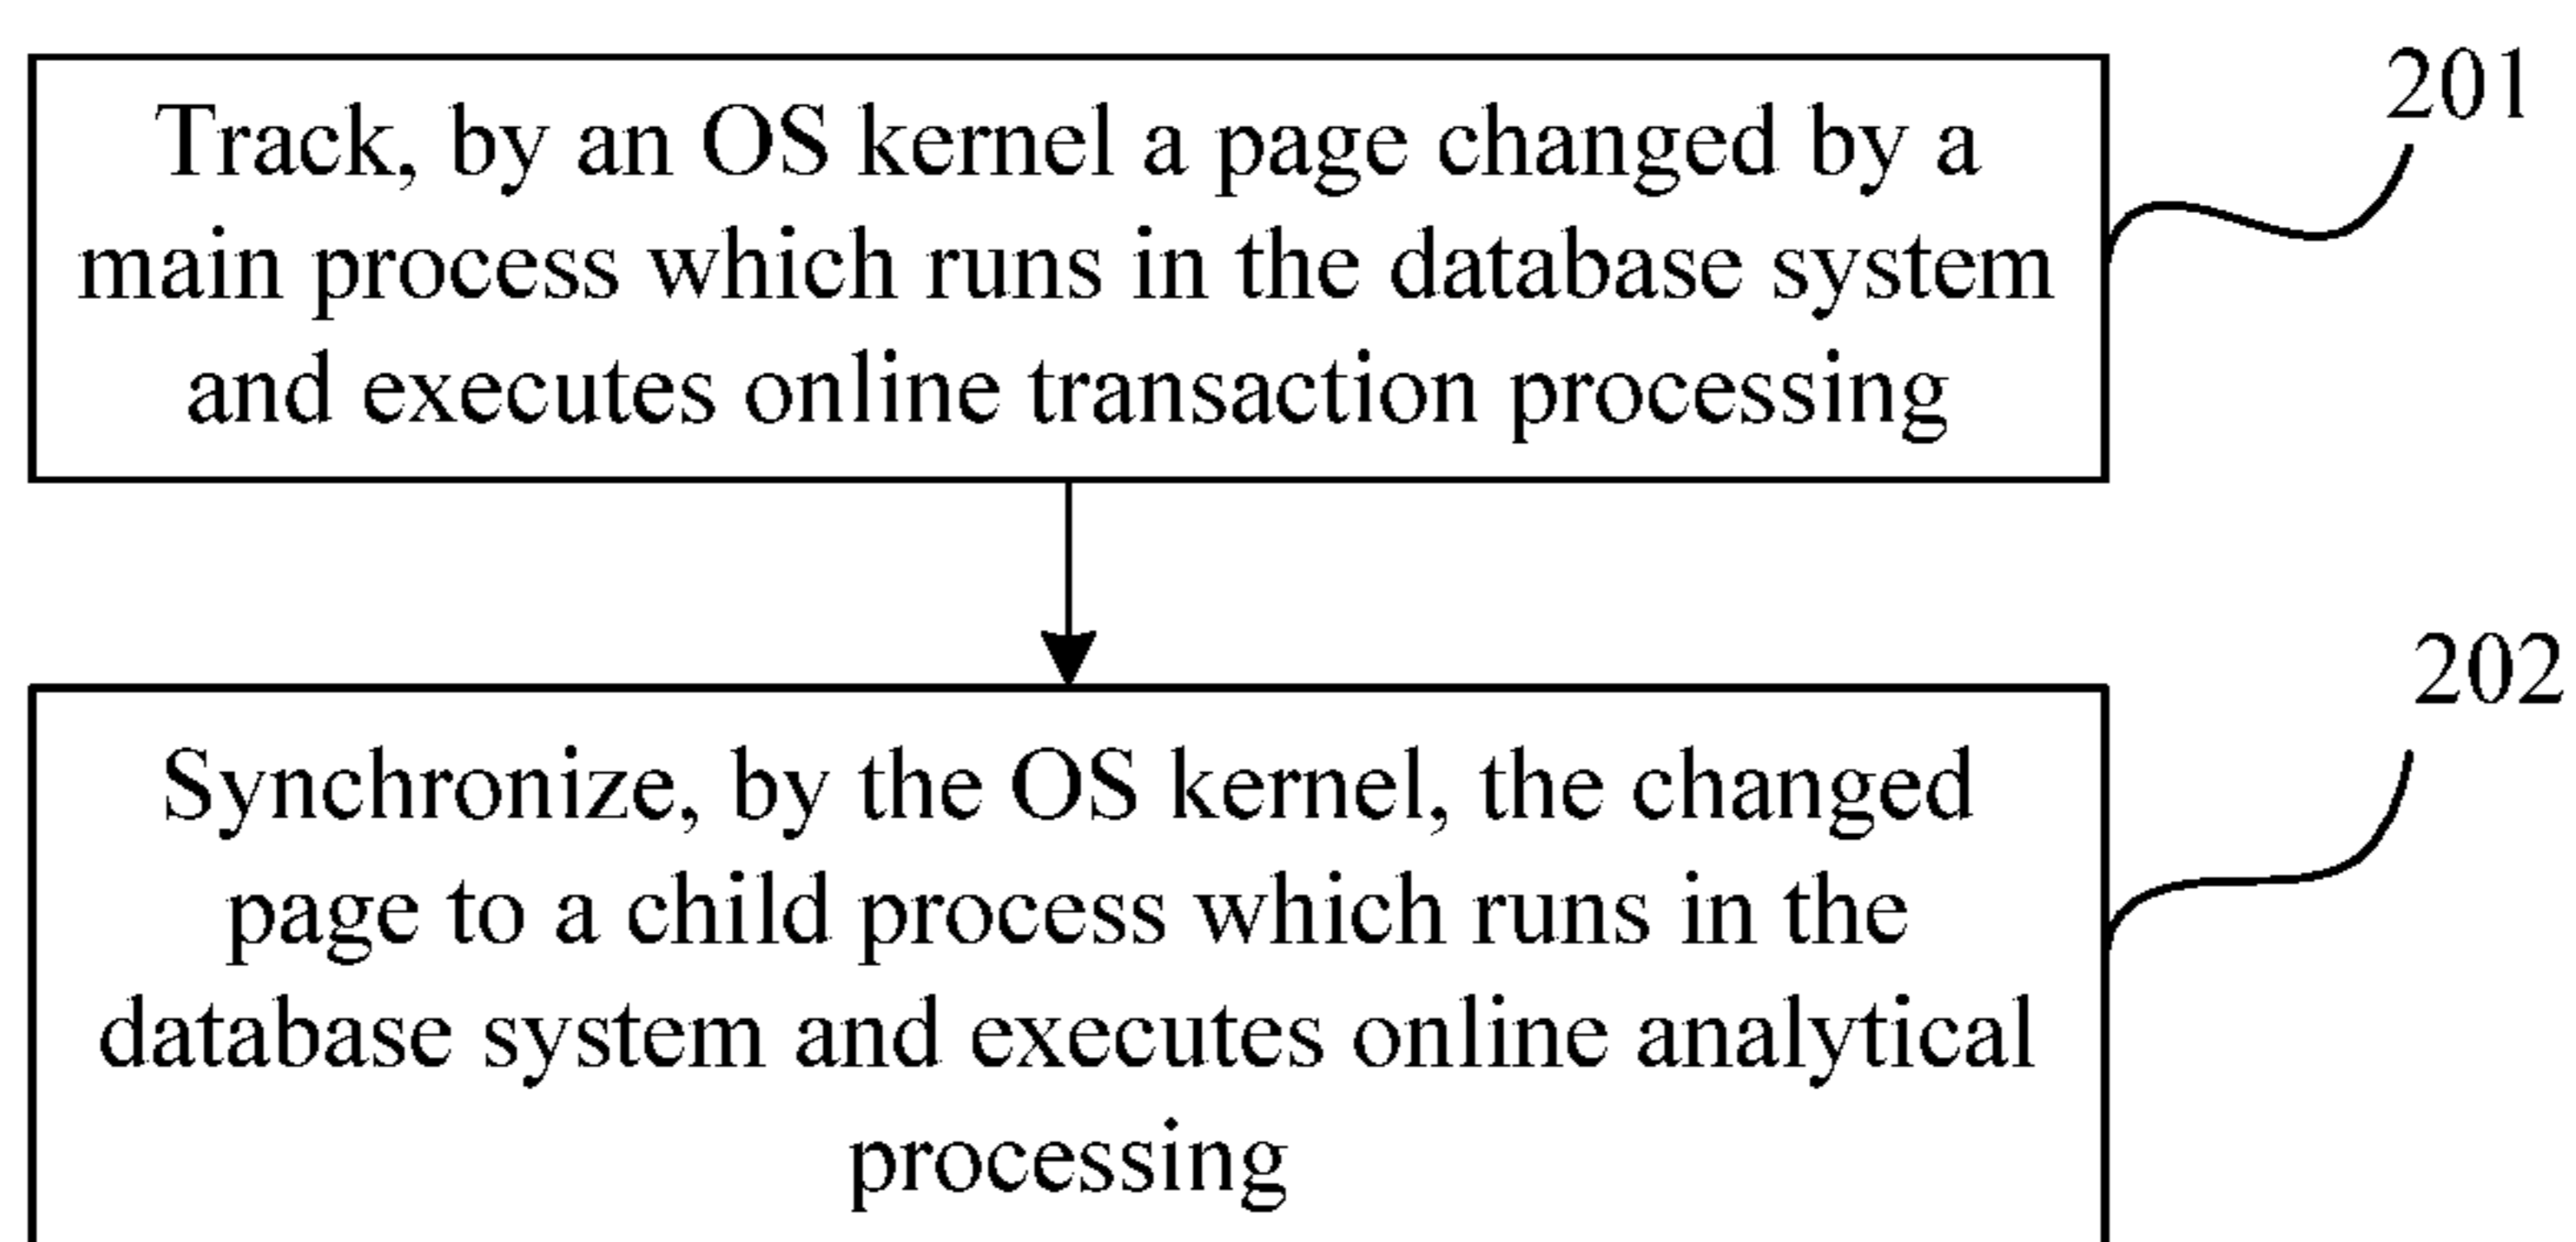 201
Track, by an OS kernel a page changed by a
main process which runs in the database system
and executes online transaction processing
202
Synchronize, by the OS kernel, the changed
page to a child process which runs in the
database system and executes online analytical
processing